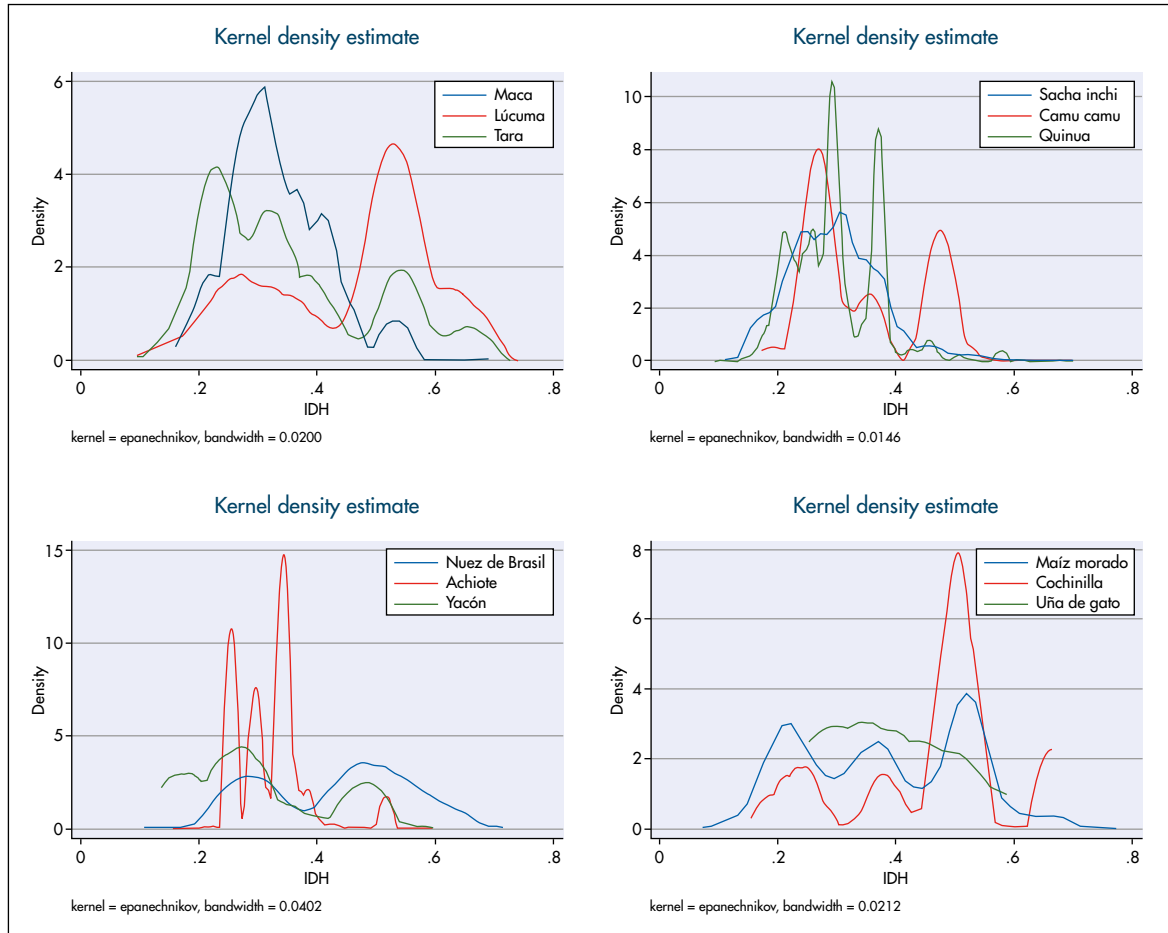 Kernel density estimate
Maca
Lúcuma
Tara
Density
6
4
2
0
0 .2 .4 .6 .8
IDH
kernel = epanechnikov, bandwidth = 0.0200
Kernel density estimate
Sacha inchi
Camu camu
Quinua
Density
10
8
6
4
2
0
0 .2 .4 .6 .8
IDH
kernel = epanechnikov, bandwidth = 0.0146
Kernel density estimate
Nuez de Brasil
Achiote
Yacón
Density
15
10
5
0
0 .2 .4 .6 .8
IDH
kernel = epanechnikov, bandwidth = 0.0402
Kernel density estimate
Maíz morado
Cochinilla
Uña de gato
Density
8
6
4
2
0
0 .2 .4 .6 .8
IDH
kernel = epanechnikov, bandwidth = 0.0212